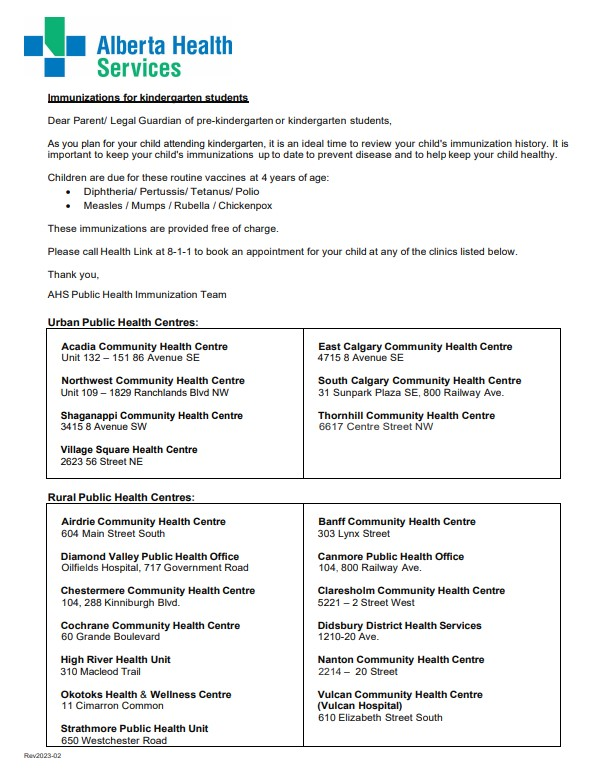 Alberta Health
Services
Immunizations for kindergarten students
Dear Parent/ Legal Guardian of pre-kindergarten or kindergarten students,
As you plan for your child attending kindergarten, it is an ideal time to review your child's immunization history. It is
important to keep your child's immunizations up to date to prevent disease and to help keep your child healthy.
Children are due for these routine vaccines at 4 years of age:
• Diphtheria/ Pertussis/ Tetanus/ Polio
• Measles / Mumps / Rubella / Chickenpox
These immunizations are provided free of charge.
Please call Health Link at 8-1-1 to book an appointment for your child at any of the clinics listed below.
Thank you,
AHS Public Health Immunization Team
Urban Public Health Centres:
Acadia Community Health Centre
Unit 132 – 151 86 Avenue SE
Northwest Community Health Centre
Unit 109 – 1829 Ranchlands Blvd NW
Shaganappi Community Health Centre
3415 8 Avenue SW
Village Square Health Centre
2623 56 Street NE
East Calgary Community Health Centre
4715 8 Avenue SE
South Calgary Community Health Centre
31 Sunpark Plaza SE, 800 Railway Ave.
Thornhill Community Health Centre
6617 Centre Street NW
Rural Public Health Centres:
Airdrie Community Health Centre
604 Main Street South
Diamond Valley Public Health Office
Oilfields Hospital, 717 Government Road
Chestermere Community Health Centre
104, 288 Kinniburgh Blvd.
Cochrane Community Health Centre
60 Grande Boulevard
High River Health Unit
310 Macleod Trail
Okotoks Health & Wellness Centre
11 Cimarron Common
Strathmore Public Health Unit
650 Westchester Road
Banff Community Health Centre
303 Lynx Street
Canmore Public Health Office
104, 800 Railway Ave.
Claresholm Community Health Centre
5221 – 2 Street West
Didsbury District Health Services
1210-20 Ave.
Nanton Community Health Centre
2214 – 20 Street
Vulcan Community Health Centre
(Vulcan Hospital)
610 Elizabeth Street South
Rev2023-02